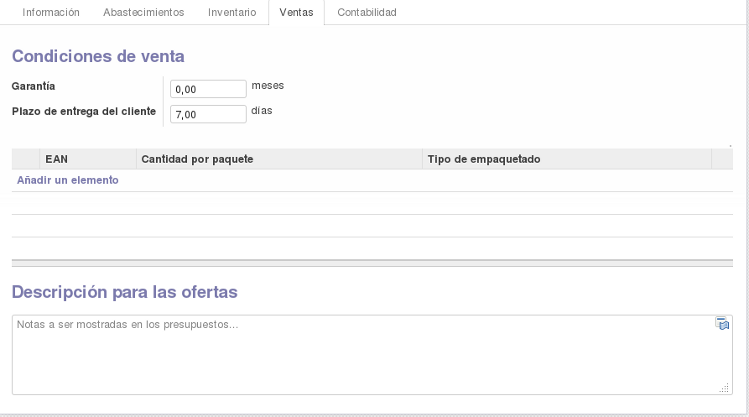 Información Abastecimientos Inventario Ventas Contabilidad
Condiciones de venta
Garantía 0,00 meses
Plazo de entrega del cliente 7,00 días
EAN Cantidad por paquete Tipo de empaquetado
Añadir un elemento
Descripción para las ofertas
Notas a ser mostradas en los presupuestos...